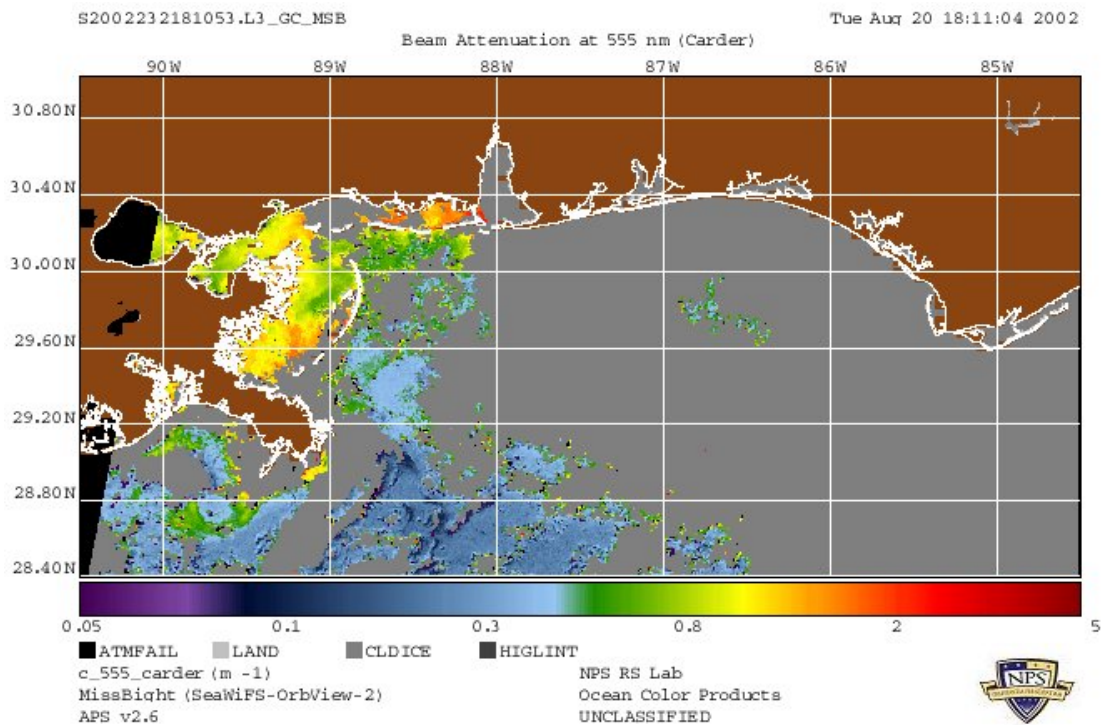 S2002232181053.L3_GC_MSB Tue Aug 20 18:11:04 2002
Beam Attenuation at 555 nm (Carder)
90W 89W 88W 87W 86W 85W
30.80N
30.40N
30.00N
29.60N
29.20N
28.80N
28.40N
0.05 0.1 0.3 0.8 2 5
ATMFAIL LAND CLDICE HIGLINT
c_555_carder (m -1) NPS RS Lab
MissBight (SeaWiFS-OrbView-2) Ocean Color Products
APS v2.6 UNCLASSIFIED
NPS